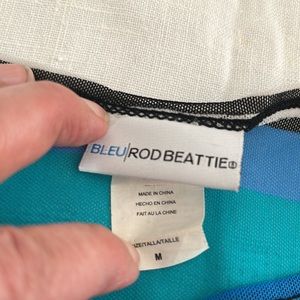 BLEU|ROD BEATTIE®
MADE IN CHINA
HECHO EN CHINA
FAIT AU LA CHINE
SIZE/TALLA/TAILLE
M